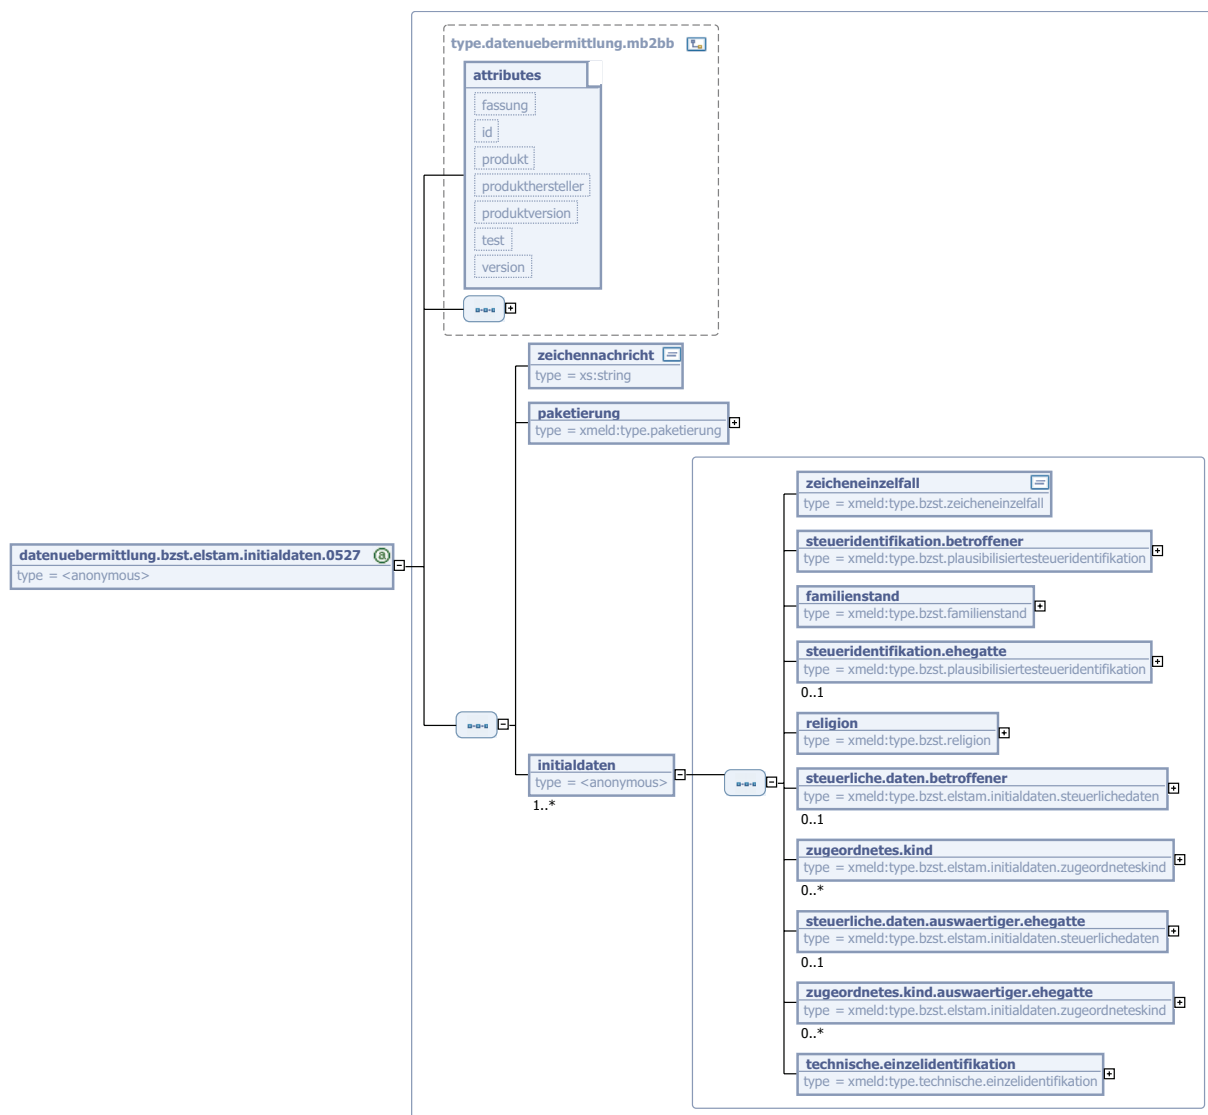 type.datenuebermittlung.mb2bb
attributes
fassung
id
produkt
produkthersteller
produktversion
test
version
zeichennachricht
type = xs:string
paketierung
type = xmeld:type.paketierung
datenuebermittlung.bzst.elstam.initialdaten.0527 a
type = <anonymous>
initialdaten
type = <anonymous>
1..*
zeicheneinzelfall
type = xmeld:type.bzst.zeicheneinzelfall
steueridentifikation.betroffener
type = xmeld:type.bzst.plausibilisiertesteueridentifikation
familienstand
type = xmeld:type.bzst.familienstand
steueridentifikation.ehegatte
type = xmeld:type.bzst.plausibilisiertesteueridentifikation
0..1
religion
type = xmeld:type.bzst.religion
steuerliche.daten.betroffener
type = xmeld:type.bzst.elstam.initialdaten.steuerlichedaten
0..1
zugeordnetes.kind
type = xmeld:type.bzst.elstam.initialdaten.zugeordneteskind
0..*
steuerliche.daten.auswaertiger.ehegatte
type = xmeld:type.bzst.elstam.initialdaten.steuerlichedaten
0..1
zugeordnetes.kind.auswaertiger.ehegatte
type = xmeld:type.bzst.elstam.initialdaten.zugeordneteskind
0..*
technische.einzelidentifikation
type = xmeld:type.technische.einzelidentifikation